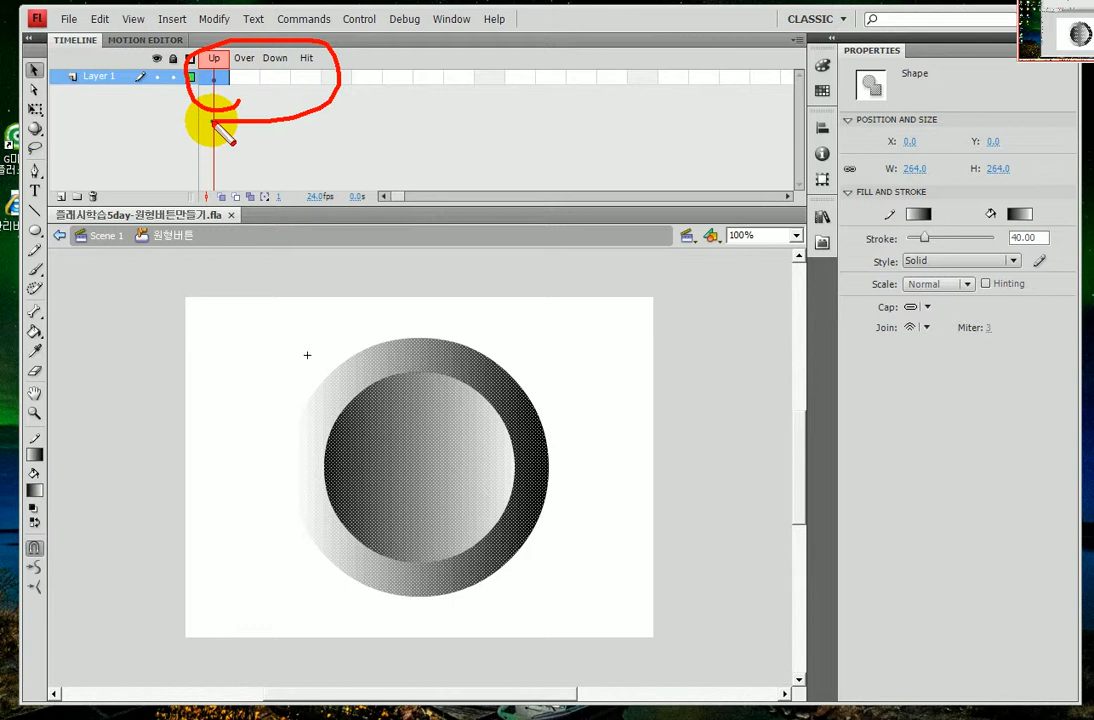 Fl File Edit View Insert Modify Text Commands Control Debug Window Help CLASSIC
TIMELINE MOTION EDITOR
Up Over Down Hit
Layer 1
1 24.0fps 0.0s
플래시학습5day-원형버튼만들기.fla
Scene 1 원형버튼 100%
T
PROPERTIES
Shape
POSITION AND SIZE
X: 0.0 Y: 0.0
W: 264.0 H: 264.0
FILL AND STROKE
Stroke: 40.00
Style: Solid
Scale: Normal Hinting
Cap:
Join: Miter: 3